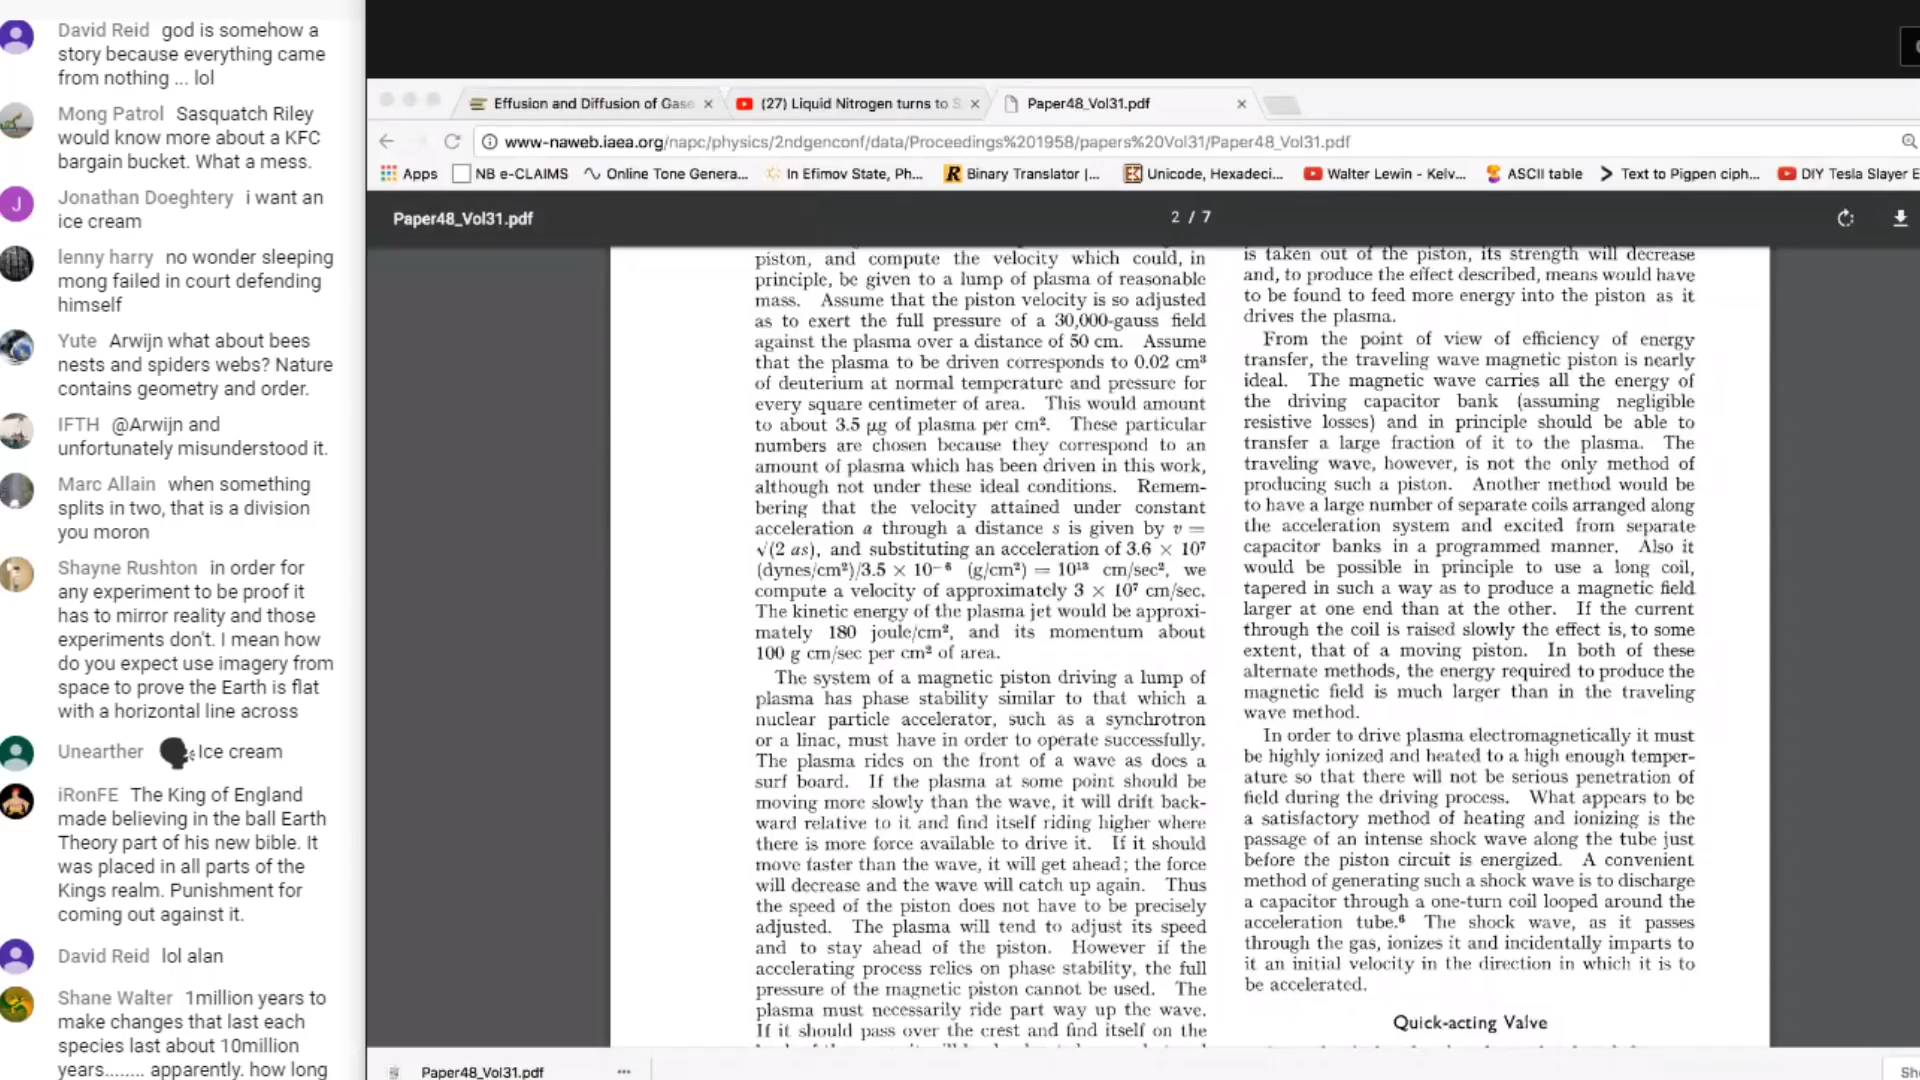 David Reid god is somehow a
story because everything came
from nothing ... lol
Mong Patrol Sasquatch Riley
would know more about a KFC
bargain bucket. What a mess.
J
Jonathan Doeghtery i want an
ice cream
lenny harry no wonder sleeping
mong failed in court defending
himself
Yute Arwijn what about bees
nests and spiders webs? Nature
contains geometry and order.
IFTH @Arwijn and
unfortunately misunderstood it.
Marc Allain when something
splits in two, that is a division
you moron
Shayne Rushton in order for
any experiment to be proof it
has to mirror reality and those
experiments don't. I mean how
do you expect use imagery from
space to prove the Earth is flat
with a horizontal line across
Unearther Ice cream
iRonFE The King of England
made believing in the ball Earth
Theory part of his new bible. It
was placed in all parts of the
Kings realm. Punishment for
coming out against it.
David Reid lol alan
Shane Walter 1million years to
make changes that last each
species last about 10million
years........ apparently. how long
Effusion and Diffusion of Gase
(27) Liquid Nitrogen turns to S
Paper48_Vol31.pdf
www-naweb.iaea.org/napc/physics/2ndgenconf/data/Proceedings%201958/papers%20Vol31/Paper48_Vol31.pdf
Apps
NB e-CLAIMS
Online Tone Genera...
In Efimov State, Ph...
Binary Translator |...
Unicode, Hexadeci...
Walter Lewin - Kelv...
ASCII table
Text to Pigpen ciph...
DIY Tesla Slayer E
Paper48_Vol31.pdf
2 / 7
piston, and compute the velocity which could, in
principle, be given to a lump of plasma of reasonable
mass. Assume that the piston velocity is so adjusted
as to exert the full pressure of a 30,000-gauss field
against the plasma over a distance of 50 cm. Assume
that the plasma to be driven corresponds to 0.02 cm³
of deuterium at normal temperature and pressure for
every square centimeter of area. This would amount
to about 3.5 µg of plasma per cm². These particular
numbers are chosen because they correspond to an
amount of plasma which has been driven in this work,
although not under these ideal conditions. Remem-
bering that the velocity attained under constant
acceleration a through a distance s is given by v =
√(2 as), and substituting an acceleration of 3.6 × 10⁷
(dynes/cm²)/3.5 × 10⁻⁶ (g/cm²) = 10¹³ cm/sec², we
compute a velocity of approximately 3 × 10⁷ cm/sec.
The kinetic energy of the plasma jet would be approxi-
mately 180 joule/cm², and its momentum about
100 g cm/sec per cm² of area.
The system of a magnetic piston driving a lump of
plasma has phase stability similar to that which a
nuclear particle accelerator, such as a synchrotron
or a linac, must have in order to operate successfully.
The plasma rides on the front of a wave as does a
surf board. If the plasma at some point should be
moving more slowly than the wave, it will drift back-
ward relative to it and find itself riding higher where
there is more force available to drive it. If it should
move faster than the wave, it will get ahead; the force
will decrease and the wave will catch up again. Thus
the speed of the piston does not have to be precisely
adjusted. The plasma will tend to adjust its speed
and to stay ahead of the piston. However if the
accelerating process relies on phase stability, the full
pressure of the magnetic piston cannot be used. The
plasma must necessarily ride part way up the wave.
If it should pass over the crest and find itself on the
is taken out of the piston, its strength will decrease
and, to produce the effect described, means would have
to be found to feed more energy into the piston as it
drives the plasma.
From the point of view of efficiency of energy
transfer, the traveling wave magnetic piston is nearly
ideal. The magnetic wave carries all the energy of
the driving capacitor bank (assuming negligible
resistive losses) and in principle should be able to
transfer a large fraction of it to the plasma. The
traveling wave, however, is not the only method of
producing such a piston. Another method would be
to have a large number of separate coils arranged along
the acceleration system and excited from separate
capacitor banks in a programmed manner. Also it
would be possible in principle to use a long coil,
tapered in such a way as to produce a magnetic field
larger at one end than at the other. If the current
through the coil is raised slowly the effect is, to some
extent, that of a moving piston. In both of these
alternate methods, the energy required to produce the
magnetic field is much larger than in the traveling
wave method.
In order to drive plasma electromagnetically it must
be highly ionized and heated to a high enough temper-
ature so that there will not be serious penetration of
field during the driving process. What appears to be
a satisfactory method of heating and ionizing is the
passage of an intense shock wave along the tube just
before the piston circuit is energized. A convenient
method of generating such a shock wave is to discharge
a capacitor through a one-turn coil looped around the
acceleration tube.⁶ The shock wave, as it passes
through the gas, ionizes it and incidentally imparts to
it an initial velocity in the direction in which it is to
be accelerated.
Quick-acting Valve
Paper48_Vol31.pdf
Sh